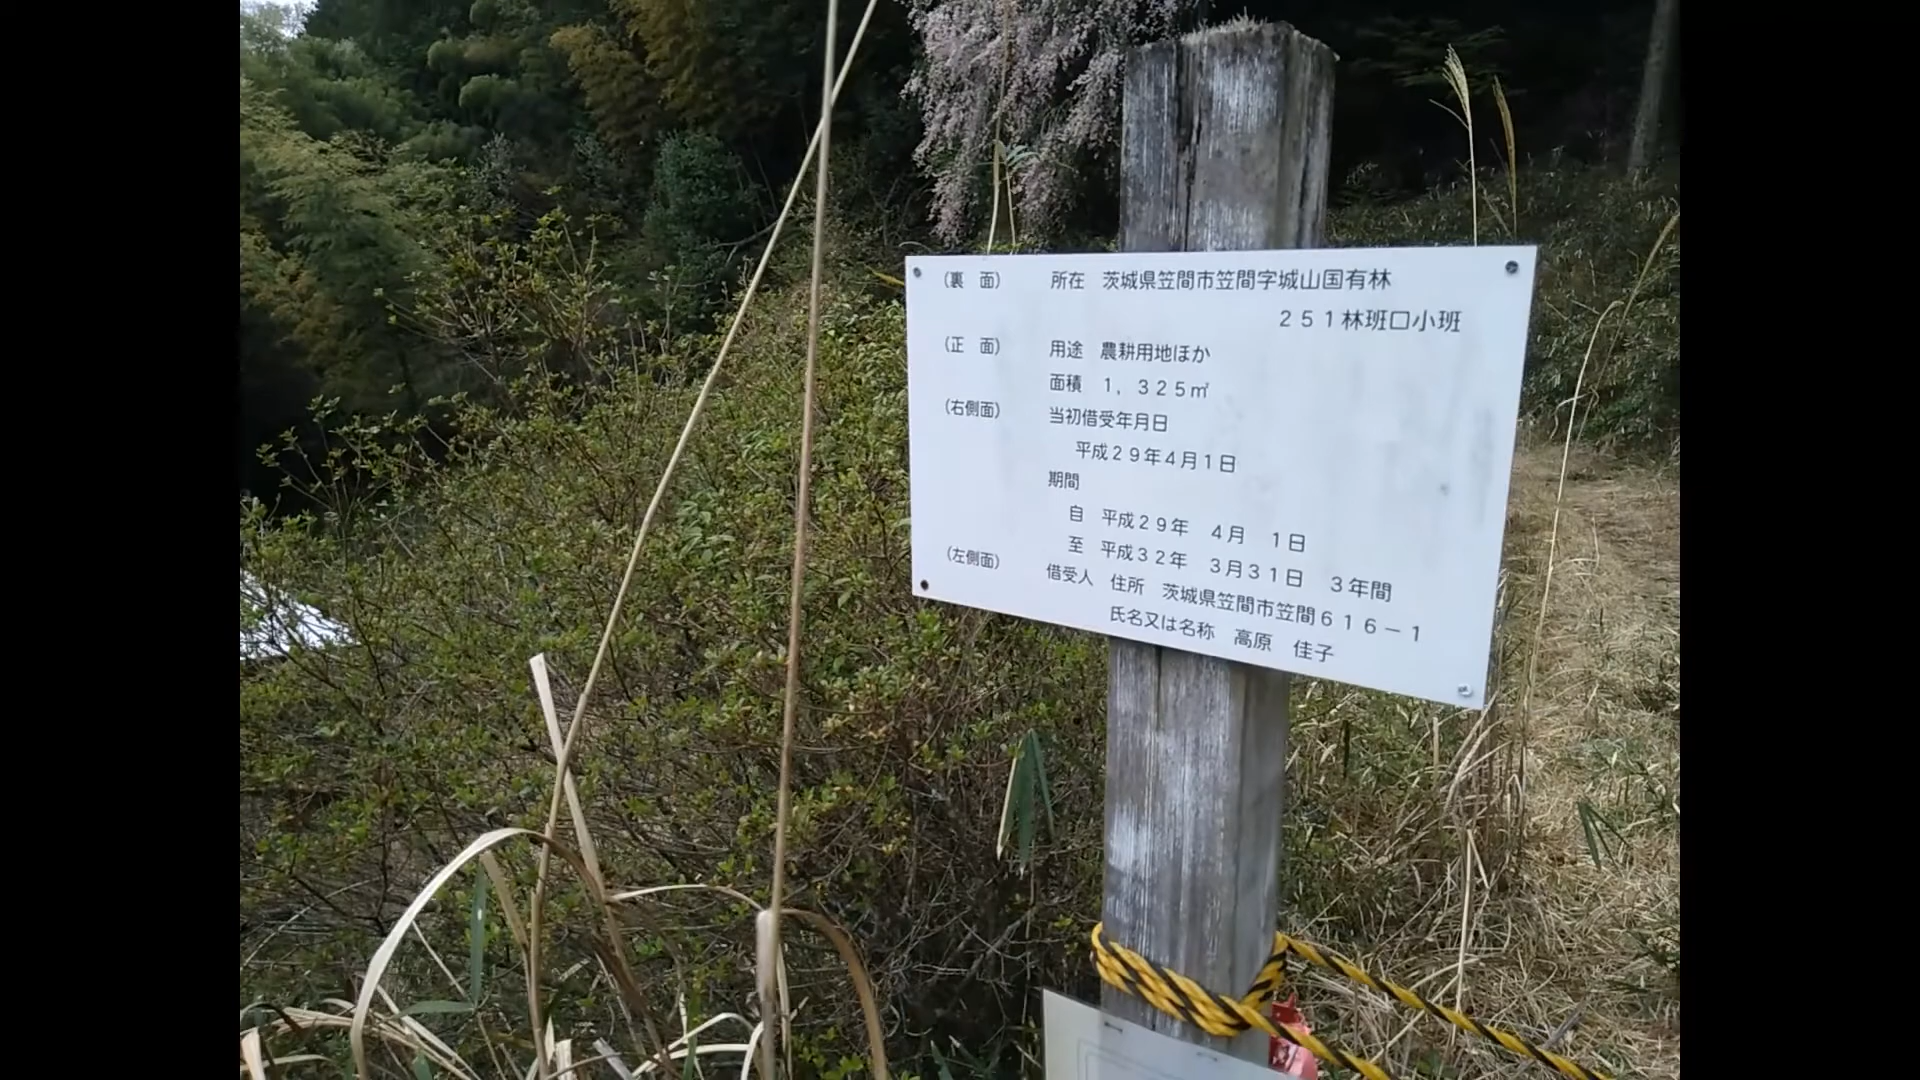 (裏 面) 所在 茨城県笠間市笠間字城山国有林
251林班口小班
(正 面) 用途 農耕用地ほか
面積 1,325㎡
(右側面) 当初借受年月日
平成29年4月1日
期間
自 平成29年 4月 1日
至 平成32年 3月31日 3年間
(左側面) 借受人 住所 茨城県笠間市笠間616-1
氏名又は名称 高原 佳子